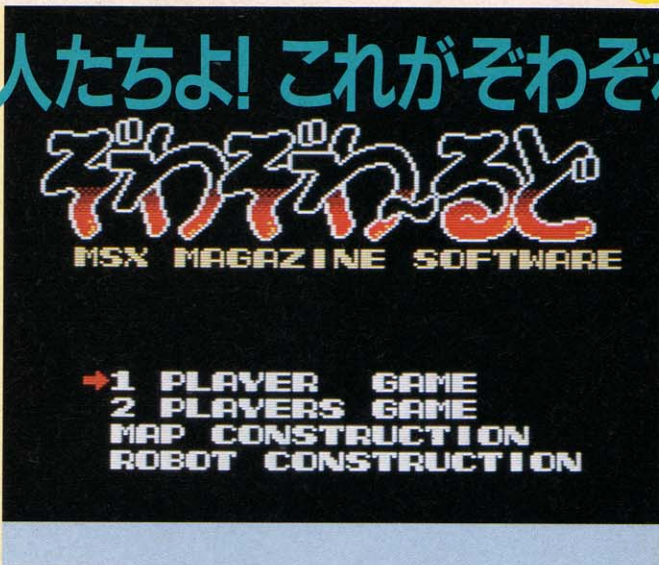 人たちよ! これがぞわぞわ
ぞわぞわ〜るど
MSX MAGAZINE SOFTWARE
1 PLAYER GAME
2 PLAYERS GAME
MAP CONSTRUCTION
ROBOT CONSTRUCTION